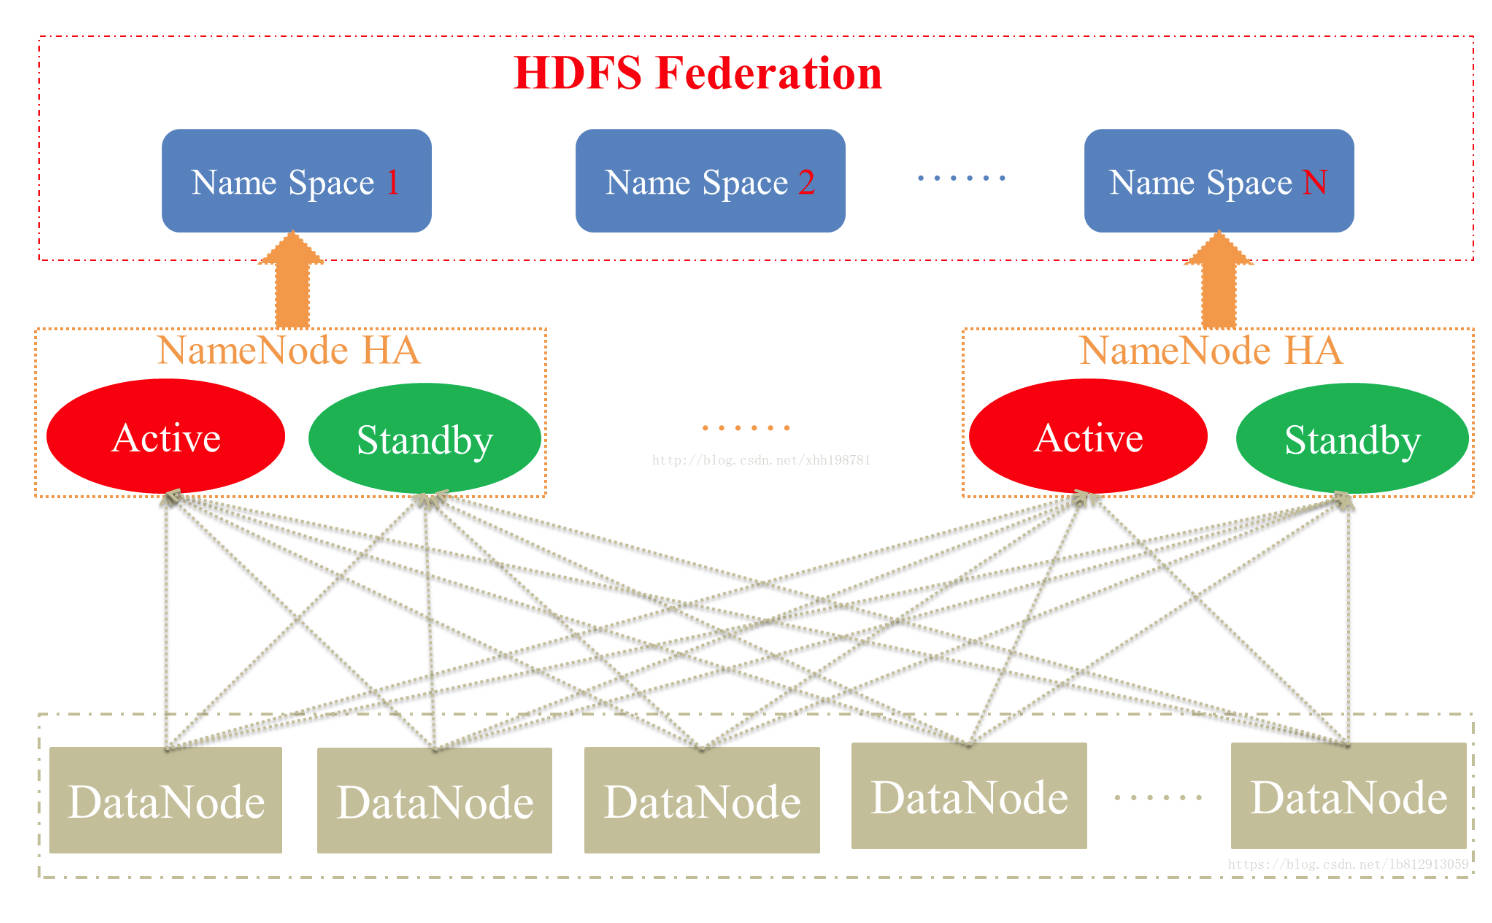 HDFS Federation
Name Space 1
Name Space 2
······
Name Space N
NameNode HA
Active
Standby
······
http://blog.csdn.net/xhh198781
NameNode HA
Active
Standby
DataNode
DataNode
DataNode
DataNode
······
DataNode
https://blog.csdn.net/lb812913059